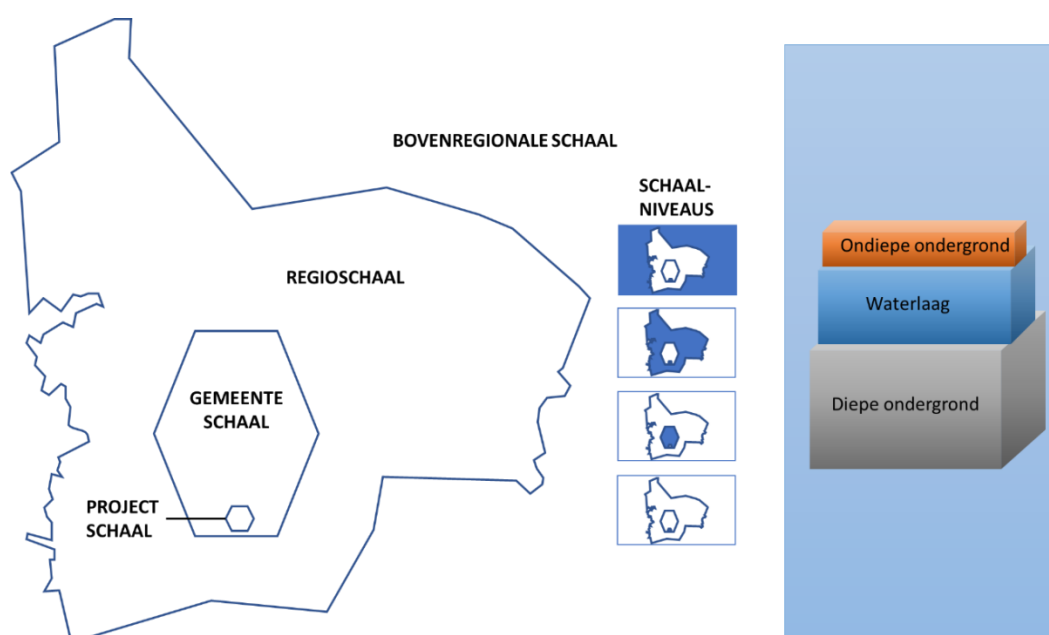 BOVENREGIONALE SCHAAL
SCHAAL-
NIVEAUS
REGIOSCHAAL
GEMEENTE
SCHAAL
PROJECT
SCHAAL
Ondiepe ondergrond
Waterlaag
Diepe ondergrond